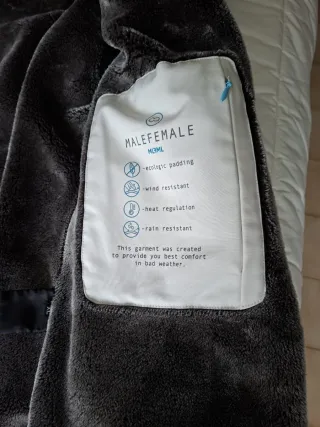 MALEFEMALE
MCBML
-ecologic padding
-wind resistant
-heat regulation
-rain resistant
This garment was created
to provide you best comfort
in bad weather.